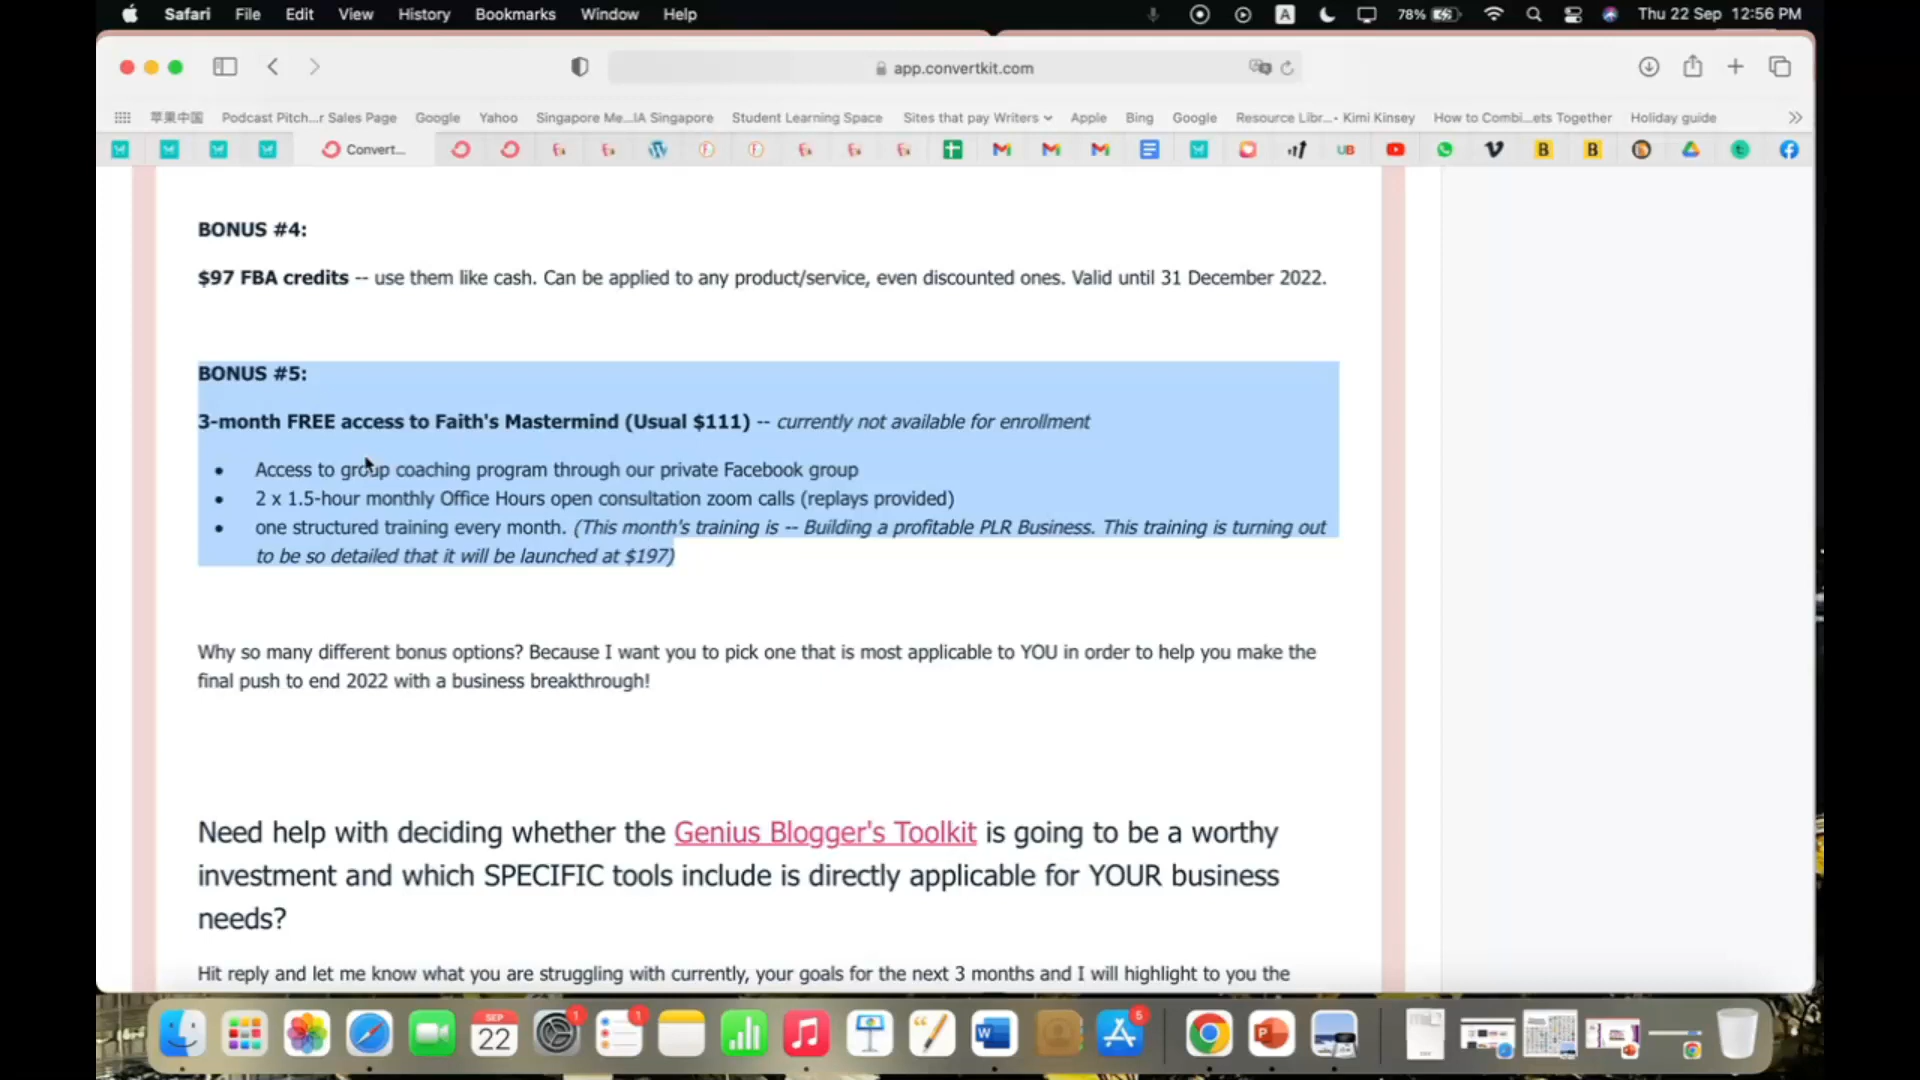 Safari File Edit View History Bookmarks Window Help A 78% Thu 22 Sep 12:56 PM
app.convertkit.com
苹果中国 Podcast Pitch...r Sales Page Google Yahoo Singapore Me...IA Singapore Student Learning Space Sites that pay Writers Apple Bing Google Resource Libr... - Kimi Kinsey How to Combi...ets Together Holiday guide
Convert... UB B B
BONUS #4:
$97 FBA credits -- use them like cash. Can be applied to any product/service, even discounted ones. Valid until 31 December 2022.
BONUS #5:
3-month FREE access to Faith's Mastermind (Usual $111) -- currently not available for enrollment
• Access to group coaching program through our private Facebook group
• 2 x 1.5-hour monthly Office Hours open consultation zoom calls (replays provided)
• one structured training every month. (This month's training is -- Building a profitable PLR Business. This training is turning out
to be so detailed that it will be launched at $197)
Why so many different bonus options? Because I want you to pick one that is most applicable to YOU in order to help you make the
final push to end 2022 with a business breakthrough!
Need help with deciding whether the Genius Blogger's Toolkit is going to be a worthy
investment and which SPECIFIC tools include is directly applicable for YOUR business
needs?
Hit reply and let me know what you are struggling with currently, your goals for the next 3 months and I will highlight to you the
SEP
22 1 1 W 5 P